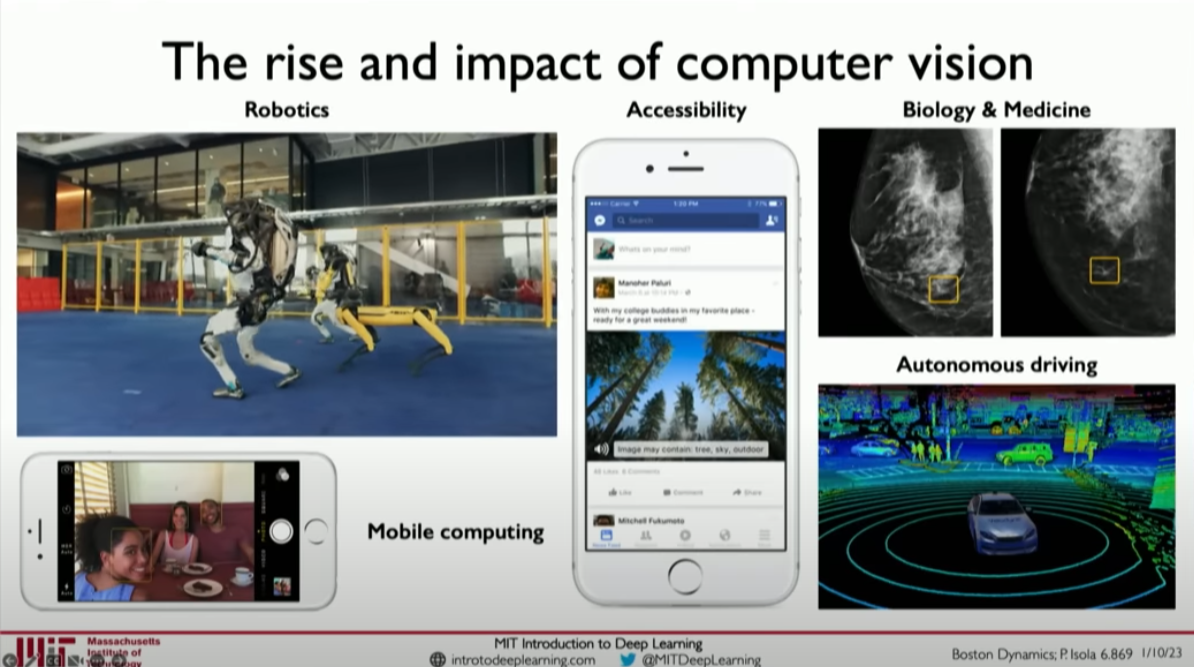 The rise and impact of computer vision
Robotics
Accessibility
Biology & Medicine
Carrier
1:20 PM
77%
Search
What's on your mind?
Manohar Paluri
With my college buddies in my favorite place -
ready for a great weekend!
Image may contain: tree, sky, outdoor
Comments
Like
Comment
Share
Mitchell Fukumoto
Autonomous driving
Mobile computing
Massachusetts
Institute of
MIT Introduction to Deep Learning
introtodeeplearning.com
@MITDeepLearning
Boston Dynamics; P. Isola 6.869 1/10/23